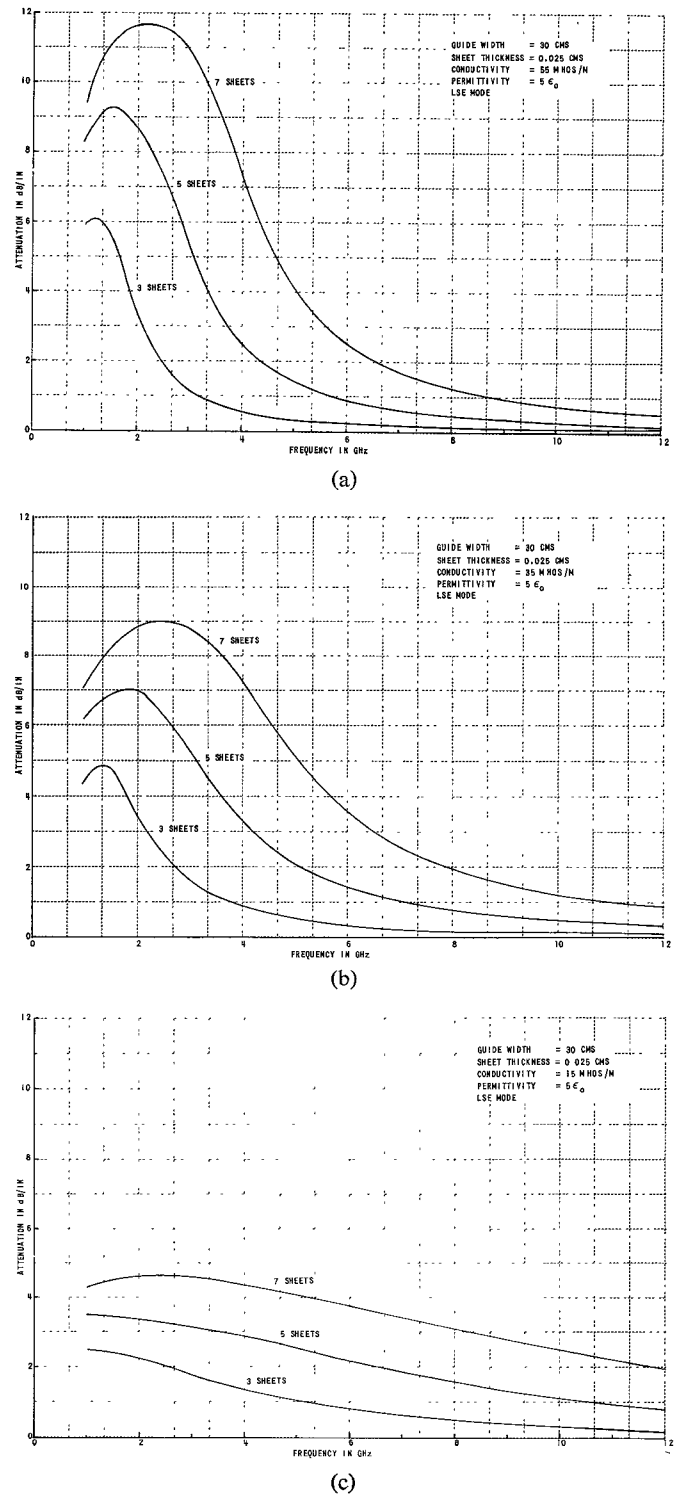 12
10
8
6
4
2
0
ATTENUATION IN dB/IN
GUIDE WIDTH = 30 CMS
SHEET THICKNESS = 0.025 CMS
CONDUCTIVITY = 55 MHOS/M
PERMITTIVITY = 5 ϵ₀
LSE MODE
7 SHEETS
5 SHEETS
3 SHEETS
0 2 4 6 8 10 12
FREQUENCY IN GHz
(a)
12
10
8
6
4
2
0
ATTENUATION IN dB/IN
GUIDE WIDTH = 30 CMS
SHEET THICKNESS = 0.025 CMS
CONDUCTIVITY = 35 MHOS/M
PERMITTIVITY = 5 ϵ₀
LSE MODE
7 SHEETS
5 SHEETS
3 SHEETS
0 2 4 6 8 10 12
FREQUENCY IN GHz
(b)
12
10
8
6
4
2
0
ATTENUATION IN dB/IN
GUIDE WIDTH = 30 CMS
SHEET THICKNESS = 0 025 CMS
CONDUCTIVITY = 15 MHOS/M
PERMITTIVITY = 5 ϵ₀
LSE MODE
7 SHEETS
5 SHEETS
3 SHEETS
0 2 4 6 8 10 12
FREQUENCY IN GHz
(c)